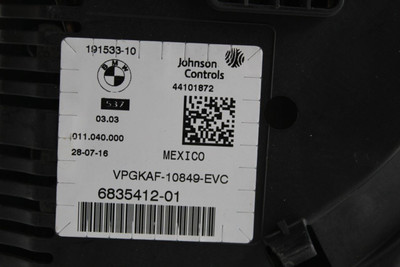 191533-10
BMW
Johnson
Controls
44101872
537
03.03
011.040.000
28-07-16
MEXICO
VPGKAF-10849-EVC
6835412-01